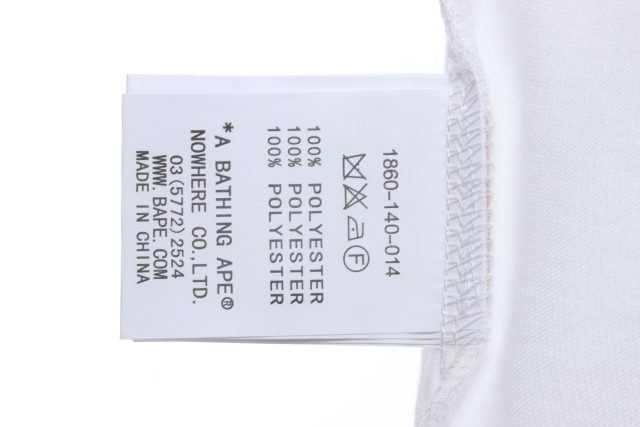 1860-140-014
F
100% POLYESTER
100% POLYESTER
100% POLYESTER
*A BATHING APE®
NOWHERE CO.,LTD.
03(5772)2524
WWW.BAPE.COM
MADE IN CHINA